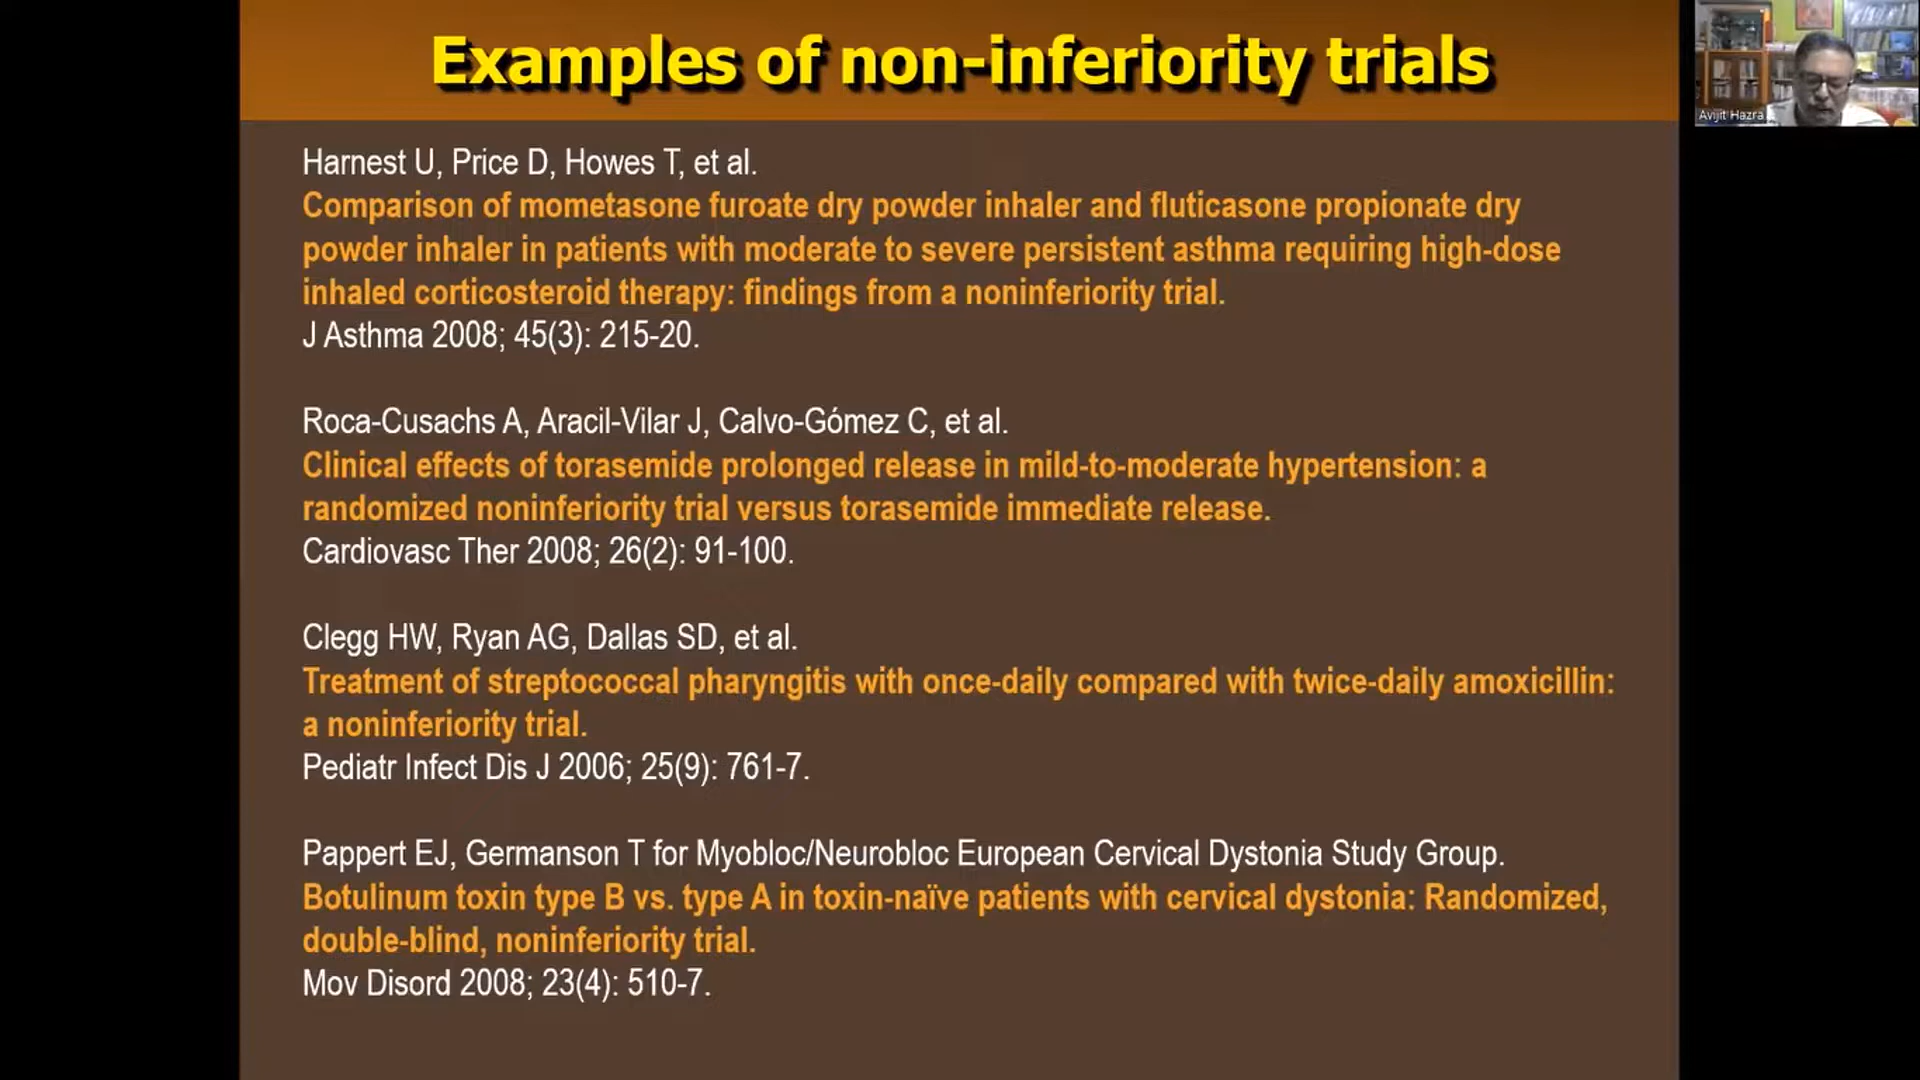 Examples of non-inferiority trials
Avijit Hazra
Harnest U, Price D, Howes T, et al.
Comparison of mometasone furoate dry powder inhaler and fluticasone propionate dry
powder inhaler in patients with moderate to severe persistent asthma requiring high-dose
inhaled corticosteroid therapy: findings from a noninferiority trial.
J Asthma 2008; 45(3): 215-20.
Roca-Cusachs A, Aracil-Vilar J, Calvo-Gómez C, et al.
Clinical effects of torasemide prolonged release in mild-to-moderate hypertension: a
randomized noninferiority trial versus torasemide immediate release.
Cardiovasc Ther 2008; 26(2): 91-100.
Clegg HW, Ryan AG, Dallas SD, et al.
Treatment of streptococcal pharyngitis with once-daily compared with twice-daily amoxicillin:
a noninferiority trial.
Pediatr Infect Dis J 2006; 25(9): 761-7.
Pappert EJ, Germanson T for Myobloc/Neurobloc European Cervical Dystonia Study Group.
Botulinum toxin type B vs. type A in toxin-naïve patients with cervical dystonia: Randomized,
double-blind, noninferiority trial.
Mov Disord 2008; 23(4): 510-7.